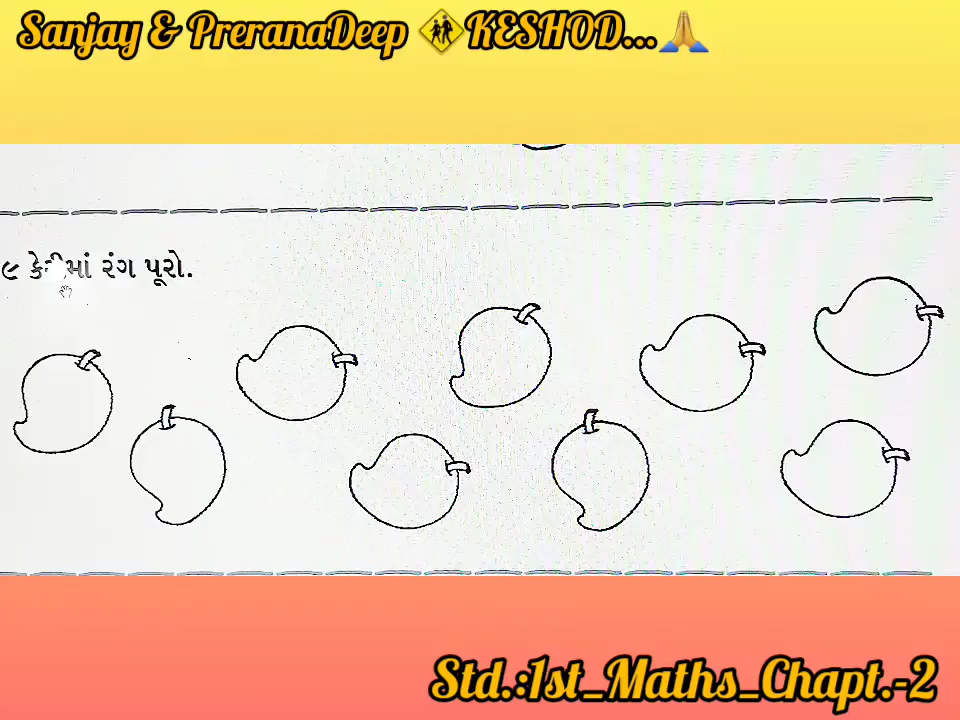 Sanjay & PreranaDeep 🚸KESHOD...🙏
૯ કેરીમાં રંગ પૂરો.
Std.:1st_Maths_Chapt.-2